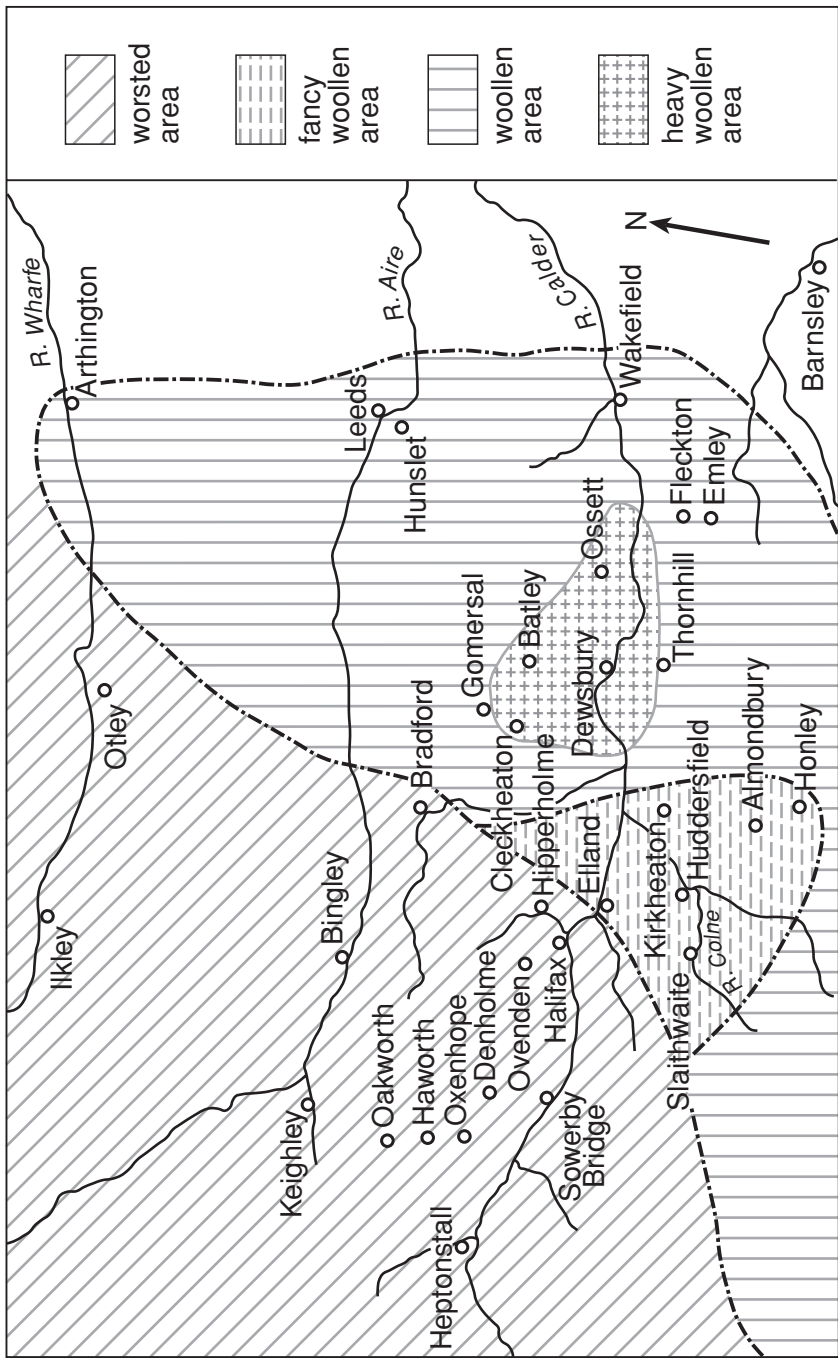 R. Wharfe
Arthington
Ilkley
Otley
R. Aire
Leeds
Hunslet
Bingley
Keighley
Bradford
Oakworth
Haworth
Oxenhope
Denholme
Ovenden
Halifax
Heptonstall
Sowerby
Bridge
Gomersal
Cleckheaton
Batley
Hipperholme
Dewsbury
Ossett
R. Calder
Wakefield
N
Elland
Kirkheaton
Huddersfield
Thornhill
Fleckton
Emley
Slaithwaite
R. Colne
Almondbury
Honley
Barnsley
worsted
area
fancy
woollen
area
woollen
area
heavy
woollen
area